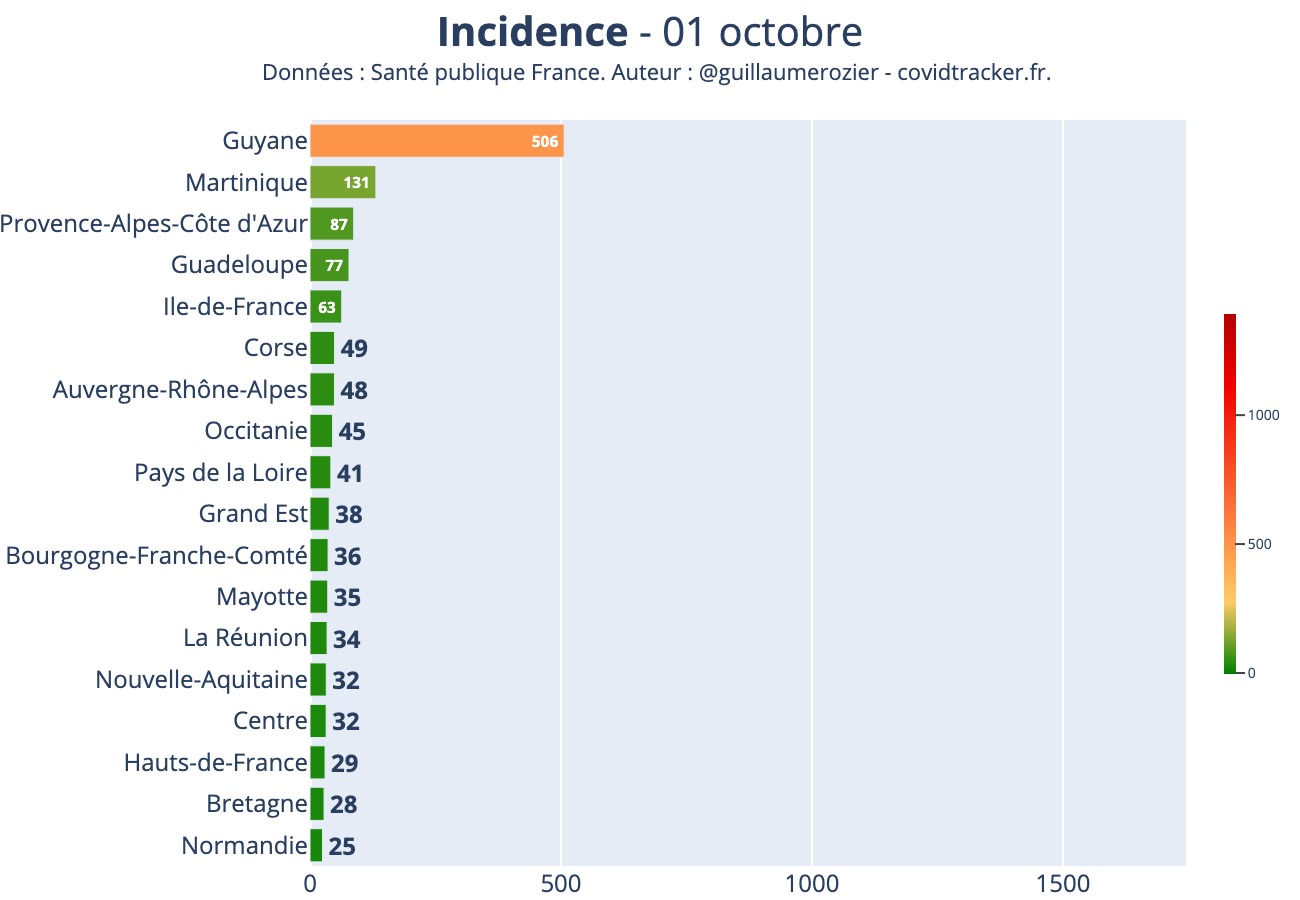 Incidence - 01 octobre
Données : Santé publique France. Auteur : @guillaumerozier - covidtracker.fr.
Guyane 506
Martinique 131
Provence-Alpes-Côte d'Azur 87
Guadeloupe 77
Ile-de-France 63
Corse 49
Auvergne-Rhône-Alpes 48
Occitanie 45
Pays de la Loire 41
Grand Est 38
Bourgogne-Franche-Comté 36
Mayotte 35
La Réunion 34
Nouvelle-Aquitaine 32
Centre 32
Hauts-de-France 29
Bretagne 28
Normandie 25
0 500 1000 1500
1000
500
0